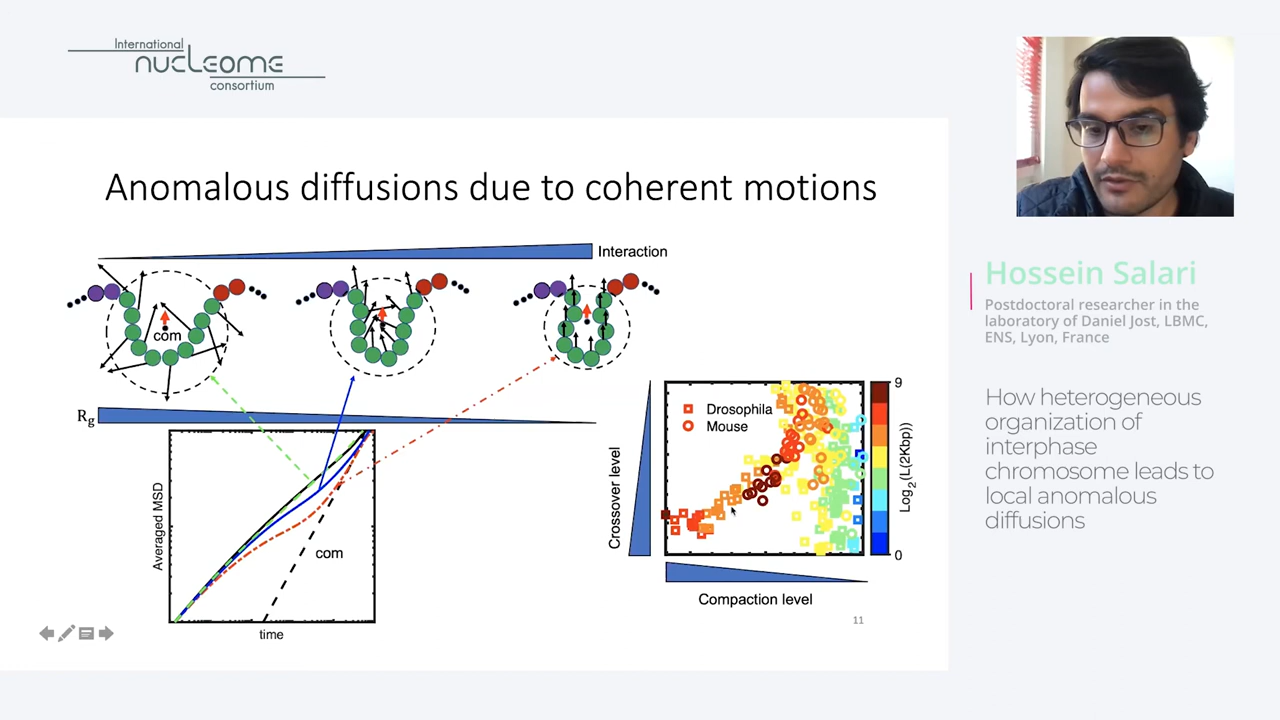 International
nucleome
consortium
Anomalous diffusions due to coherent motions
Interaction
com
Rg
Averaged MSD
com
time
Crossover level
Drosophila
Mouse
9
Log2(L(2Kbp))
0
Compaction level
11
Hossein Salari
Postdoctoral researcher in the
laboratory of Daniel Jost, LBMC,
ENS, Lyon, France
How heterogeneous
organization of
interphase
chromosome leads to
local anomalous
diffusions